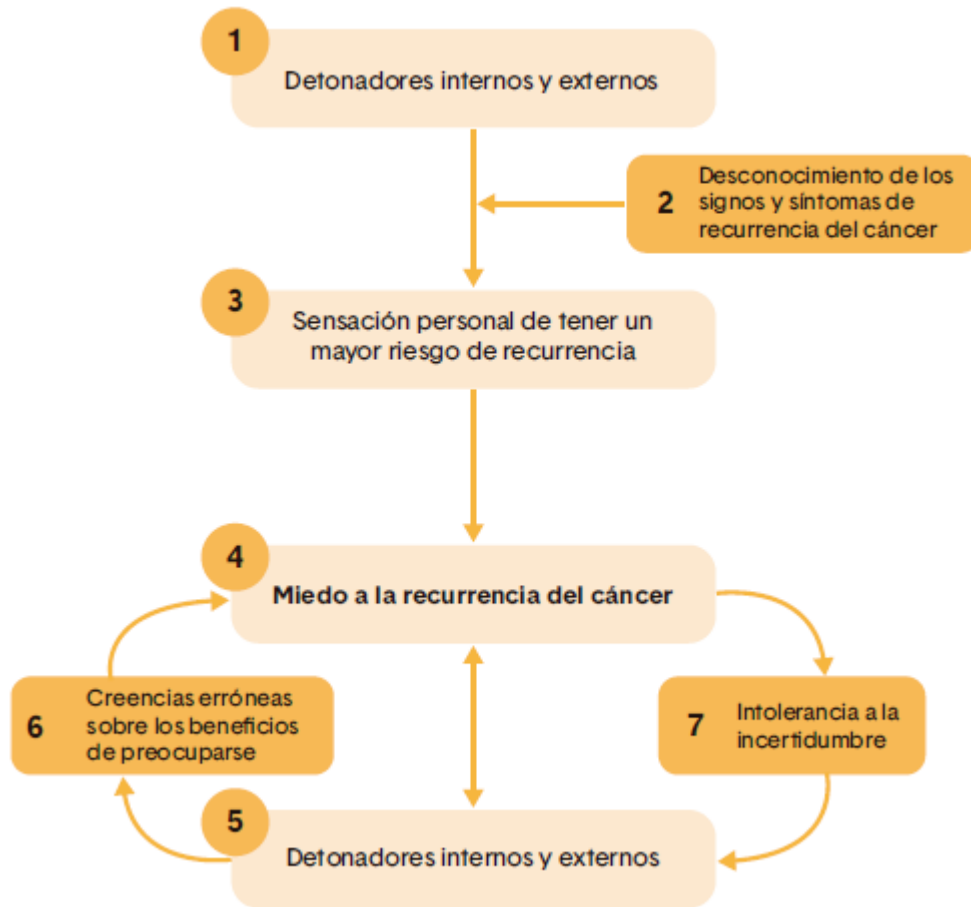 1
Detonadores internos y externos
2
Desconocimiento de los
signos y síntomas de
recurrencia del cáncer
3
Sensación personal de tener un
mayor riesgo de recurrencia
4
Miedo a la recurrencia del cáncer
6
Creencias erróneas
sobre los beneficios
de preocuparse
7
Intolerancia a la
incertidumbre
5
Detonadores internos y externos